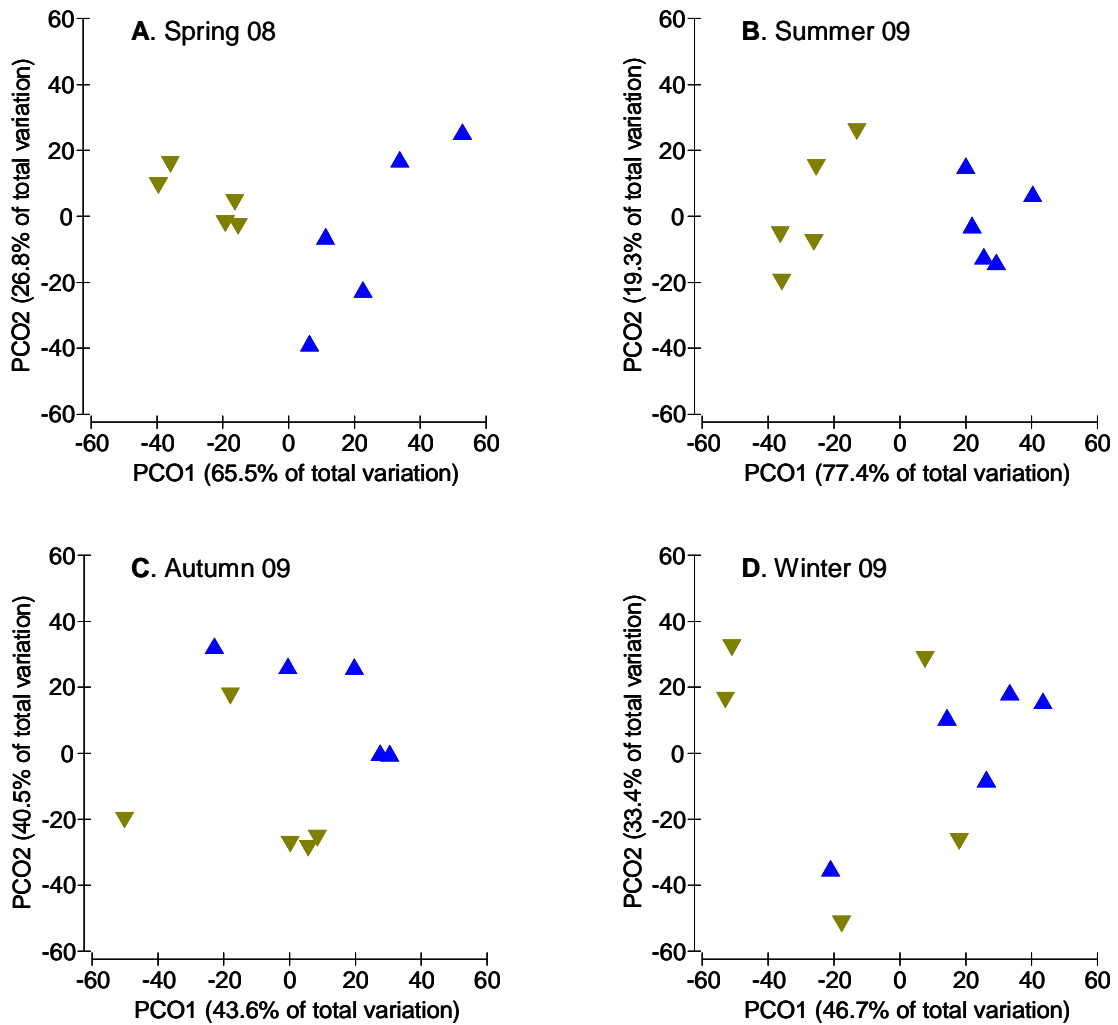 A. Spring 08
PCO2 (26.8% of total variation)
60
40
20
0
-20
-40
-60
-60 -40 -20 0 20 40 60
PCO1 (65.5% of total variation)
B. Summer 09
PCO2 (19.3% of total variation)
60
40
20
0
-20
-40
-60
-60 -40 -20 0 20 40 60
PCO1 (77.4% of total variation)
C. Autumn 09
PCO2 (40.5% of total variation)
60
40
20
0
-20
-40
-60
-60 -40 -20 0 20 40 60
PCO1 (43.6% of total variation)
D. Winter 09
PCO2 (33.4% of total variation)
60
40
20
0
-20
-40
-60
-60 -40 -20 0 20 40 60
PCO1 (46.7% of total variation)